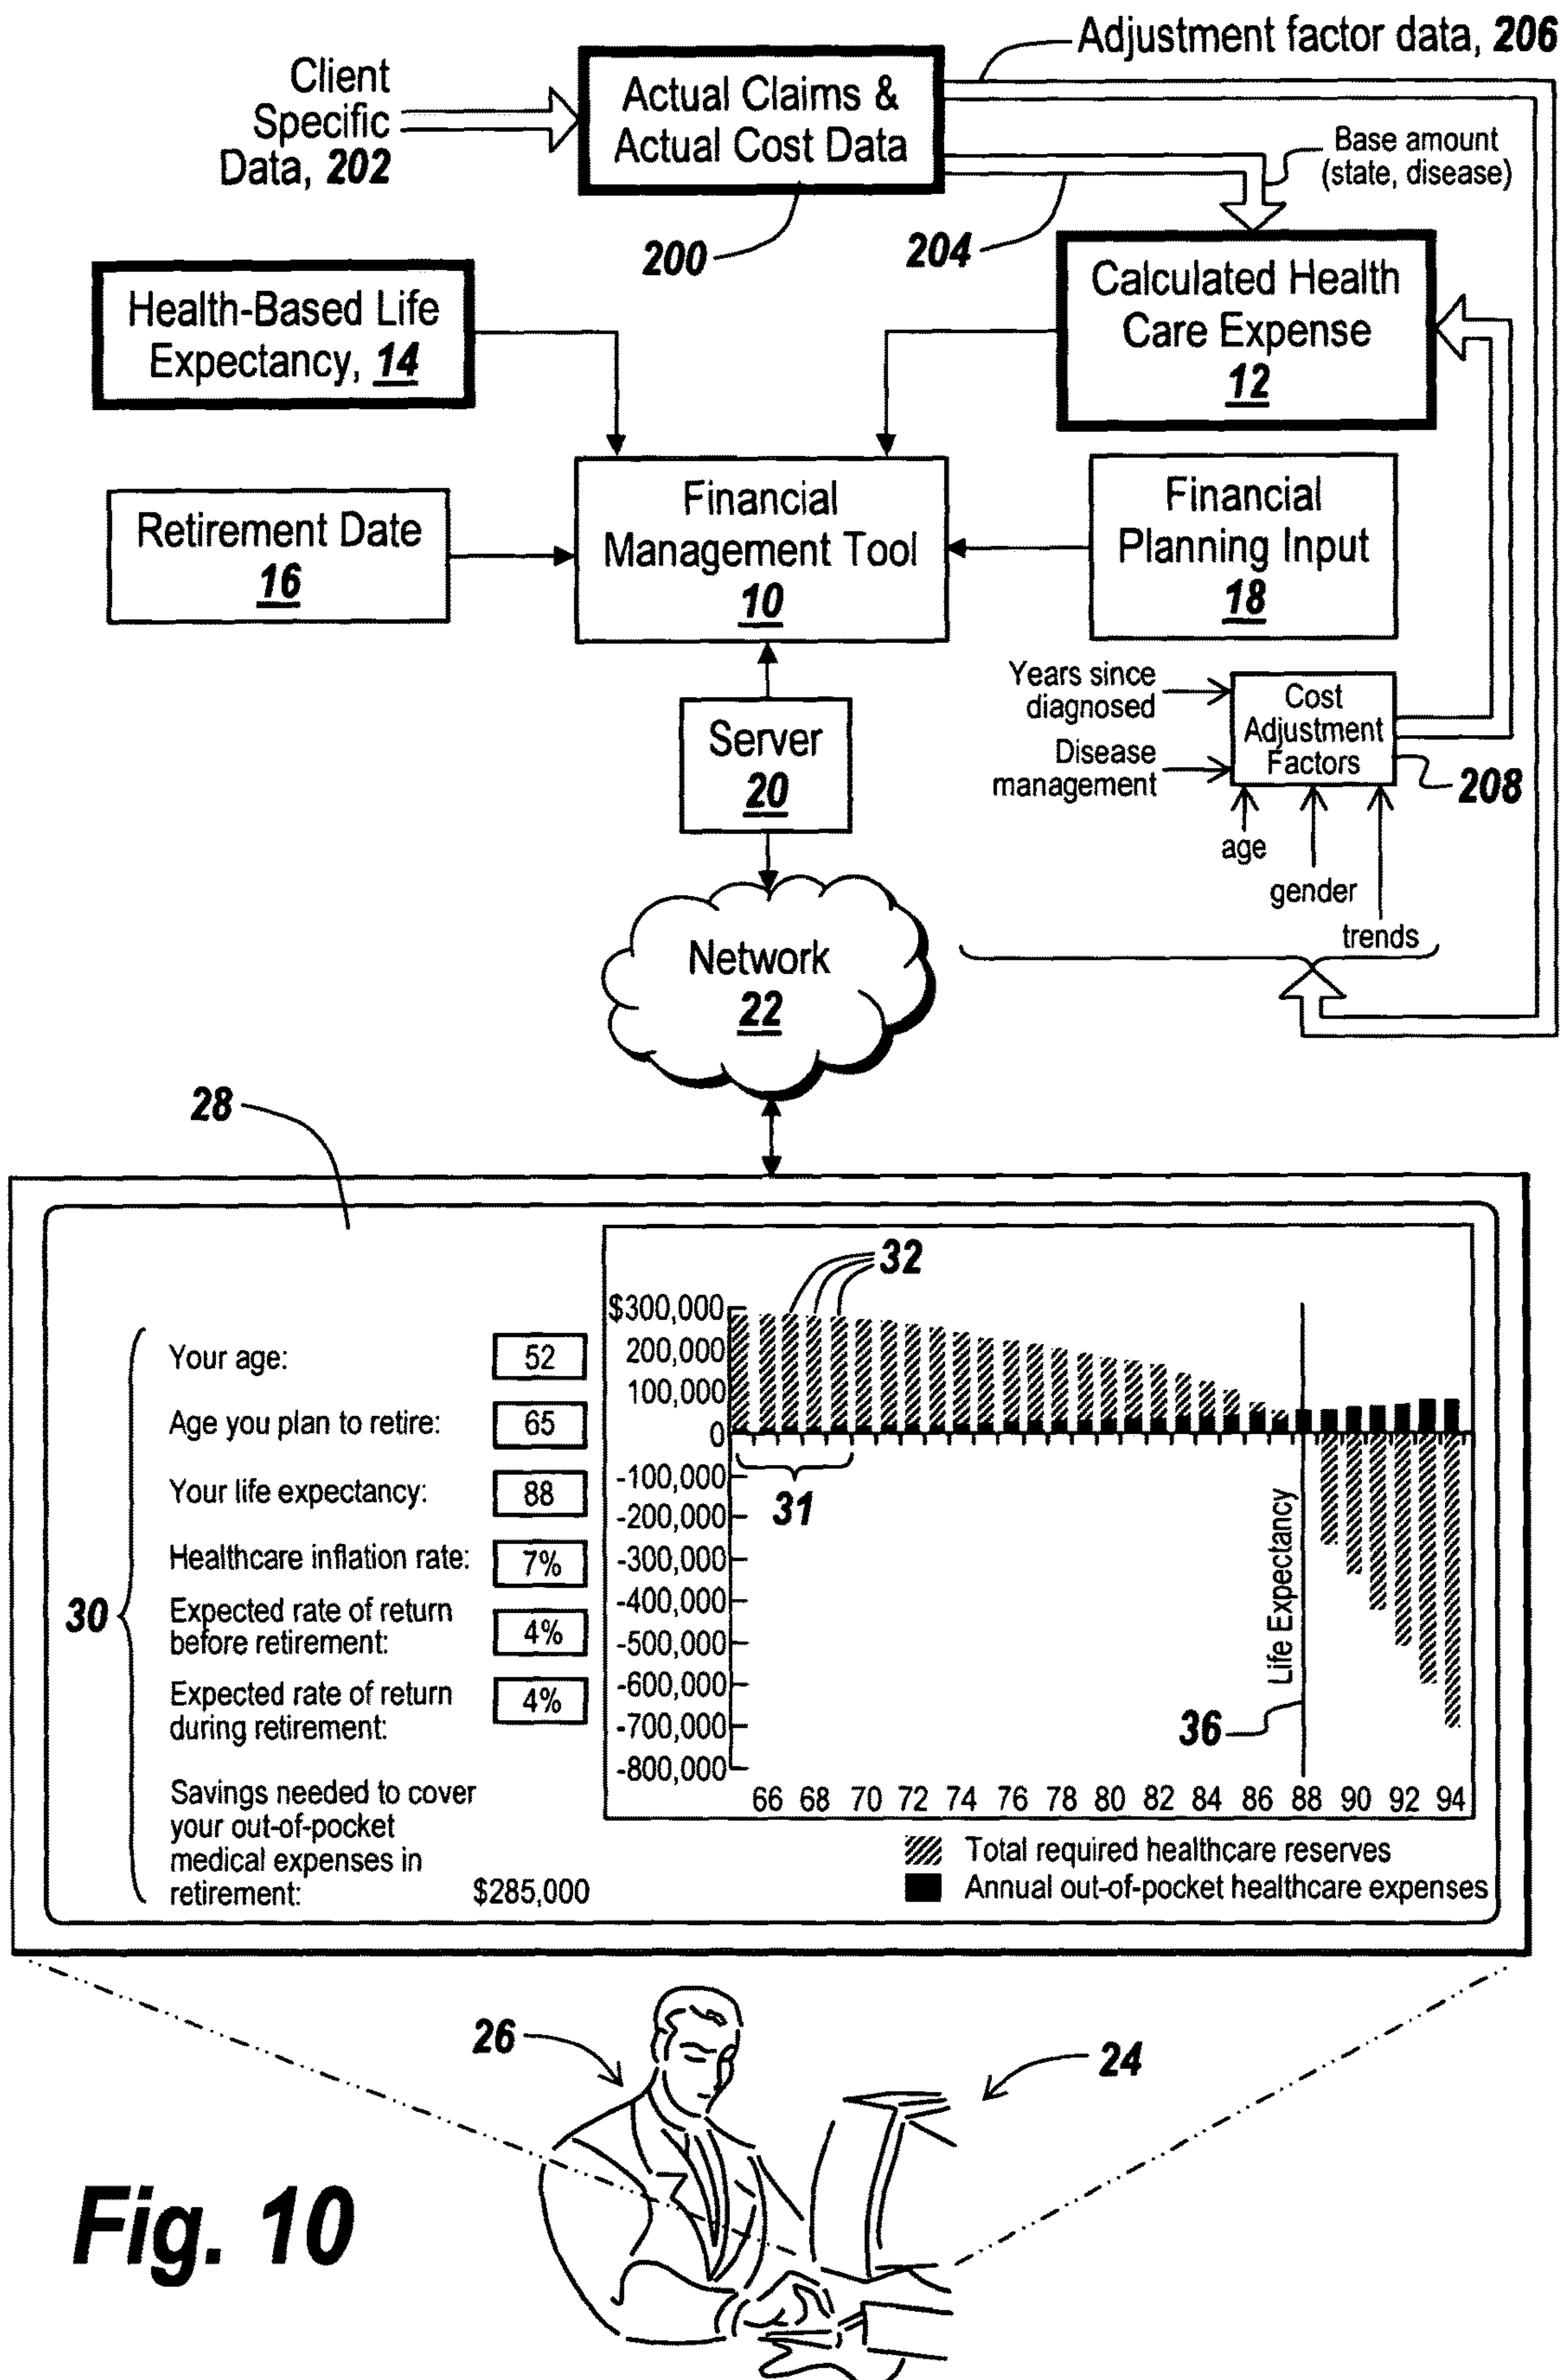 Adjustment factor data, 206
Client
Specific
Data, 202
Actual Claims &
Actual Cost Data
Base amount
(state, disease)
200
204
Health-Based Life
Expectancy, 14
Calculated Health
Care Expense
12
Retirement Date
16
Financial
Management Tool
10
Financial
Planning Input
18
Years since
diagnosed
Disease
management
Cost
Adjustment
Factors
208
age
gender
trends
Server
20
Network
22
28
30
Your age:
52
Age you plan to retire:
65
Your life expectancy:
88
Healthcare inflation rate:
7%
Expected rate of return
before retirement:
4%
Expected rate of return
during retirement:
4%
Savings needed to cover
your out-of-pocket
medical expenses in
retirement:
$285,000
32
$300,000
200,000
100,000
0
-100,000
-200,000
-300,000
-400,000
-500,000
-600,000
-700,000
-800,000
31
Life Expectancy
36
66 68 70 72 74 76 78 80 82 84 86 88 90 92 94
Total required healthcare reserves
Annual out-of-pocket healthcare expenses
26
24
Fig. 10